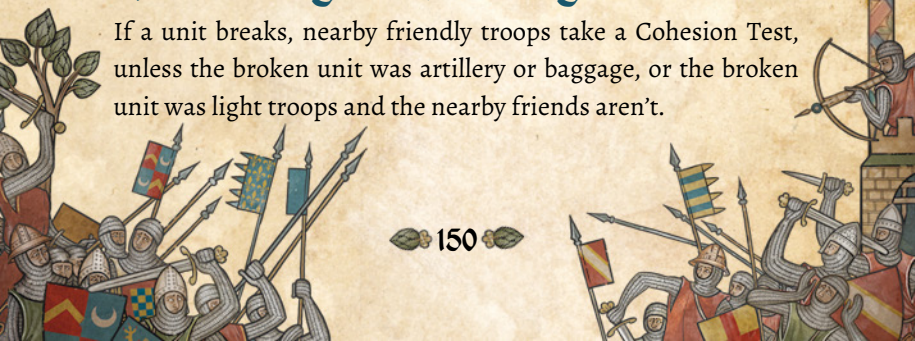 If a unit breaks, nearby friendly troops take a Cohesion Test,
unless the broken unit was artillery or baggage, or the broken
unit was light troops and the nearby friends aren't.
150